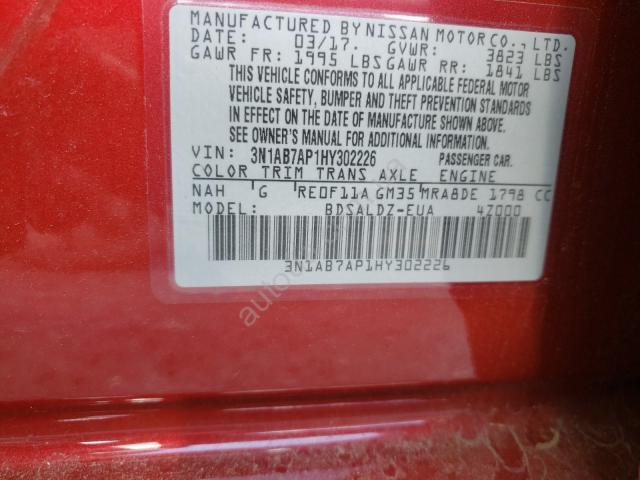 MANUFACTURED BY NISSAN MOTOR CO., LTD.
DATE: 03/17. GVWR: 3823 LBS
GAWR FR: 1995 LBS GAWR RR: 1841 LBS
THIS VEHICLE CONFORMS TO ALL APPLICABLE FEDERAL MOTOR
VEHICLE SAFETY, BUMPER AND THEFT PREVENTION STANDARDS
IN EFFECT ON THE DATE OF MANUFACTURE SHOWN ABOVE.
SEE OWNER'S MANUAL FOR ADDITIONAL INFORMATION.
VIN: 3N1AB7AP1HY302226 PASSENGER CAR.
COLOR TRIM TRANS AXLE ENGINE
NAH G RE0F11A GM35 MRA8DE 1798 CC
MODEL: BDSALDZ-EUA 4Z000
3N1AB7AP1HY302226